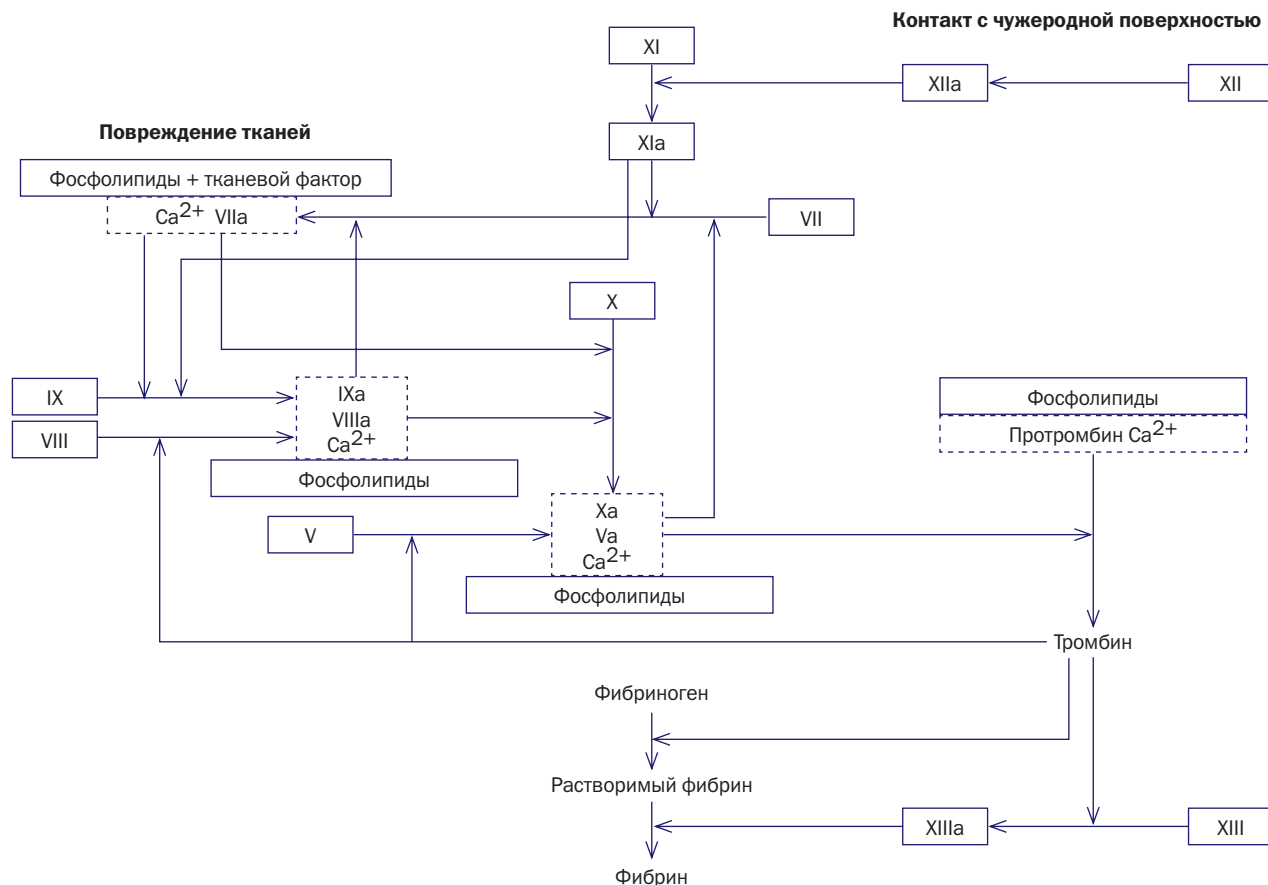 Контакт с чужеродной поверхностью
XI
XIIa
XII
Повреждение тканей
XIa
Фосфолипиды + тканевой фактор
Ca2+ VIIa
VII
X
IX
IXa
VIIIa
Ca2+
VIII
Фосфолипиды
Фосфолипиды
Протромбин Ca2+
V
Xa
Va
Ca2+
Фосфолипиды
Тромбин
Фибриноген
Растворимый фибрин
XIIIa
XIII
Фибрин